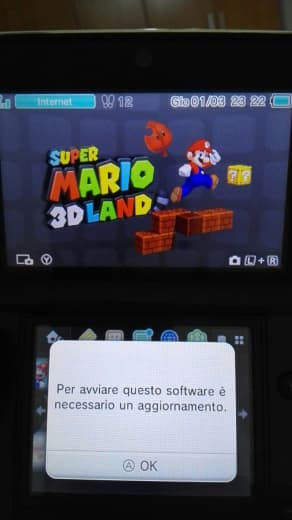 Internet 12 Gio 01/03 23 22
SUPER
MARIO
3D LAND
? ?
Y L + R
Per avviare questo software è
necessario un aggiornamento.
A OK